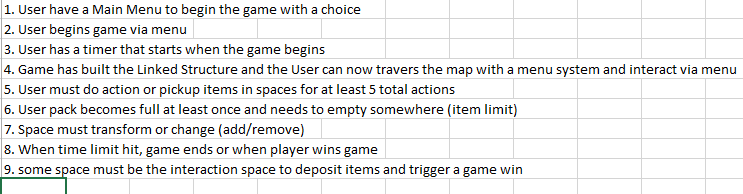 1. User have a Main Menu to begin the game with a choice
2. User begins game via menu
3. User has a timer that starts when the game begins
4. Game has built the Linked Structure and the User can now travers the map with a menu system and interact via menu
5. User must do action or pickup items in spaces for at least 5 total actions
6. User pack becomes full at least once and needs to empty somewhere (item limit)
7. Space must transform or change (add/remove)
8. When time limit hit, game ends or when player wins game
9. some space must be the interaction space to deposit items and trigger a game win